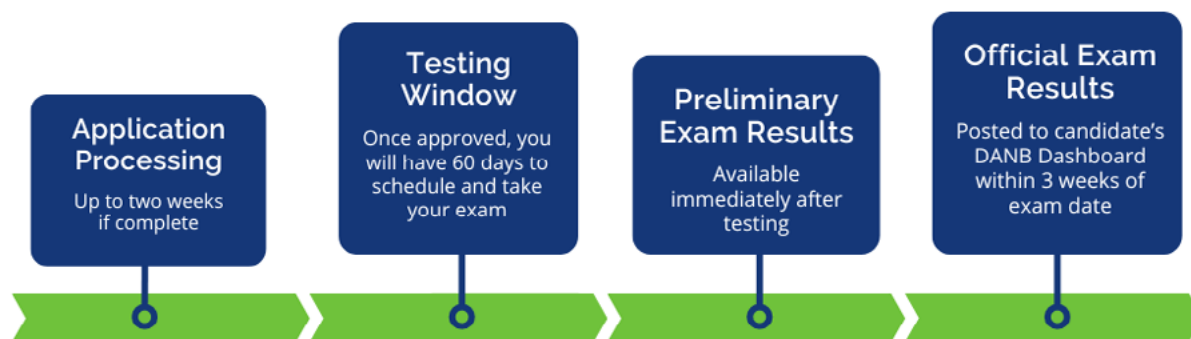 Application
Processing
Up to two weeks
if complete
Testing
Window
Once approved, you
will have 60 days to
schedule and take
your exam
Preliminary
Exam Results
Available
immediately after
testing
Official Exam
Results
Posted to candidate’s
DANB Dashboard
within 3 weeks of
exam date